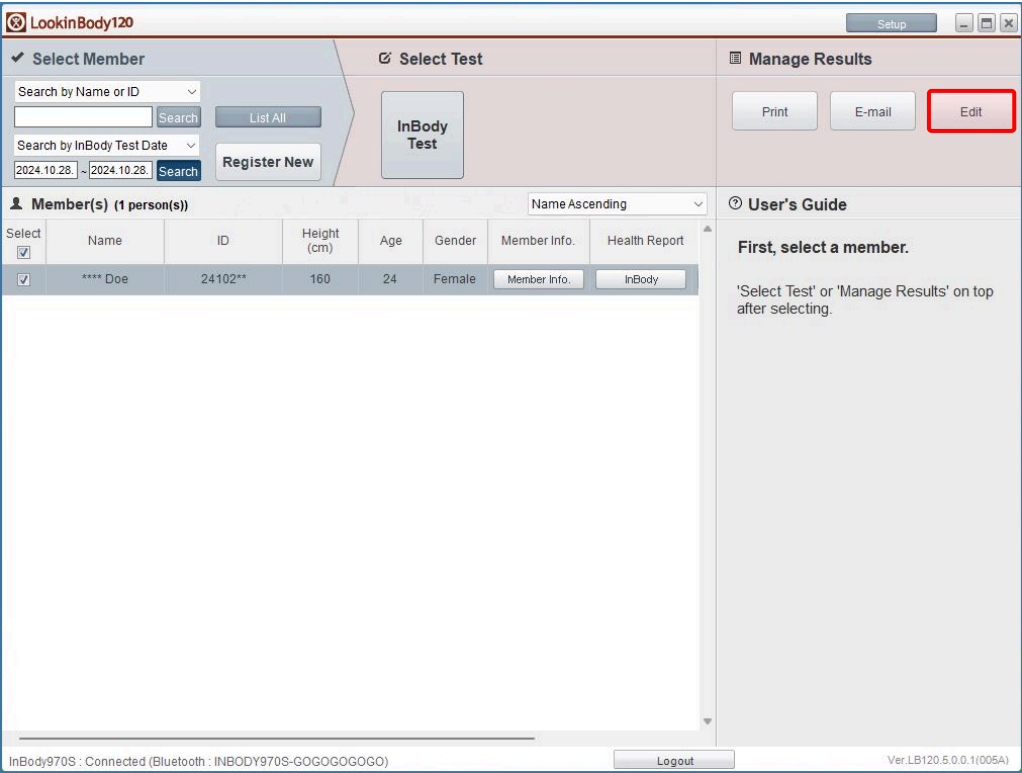 LookinBody120
Setup
Select Member
Select Test
Manage Results
Search by Name or ID
Search
List All
Search by InBody Test Date
2024.10.28. ~ 2024.10.28. Search
Register New
InBody
Test
Print
E-mail
Edit
Member(s) (1 person(s))
Name Ascending
User's Guide
Select
Name
ID
Height
(cm)
Age
Gender
Member Info.
Health Report
**** Doe
24102**
160
24
Female
Member Info.
InBody
First, select a member.
'Select Test' or 'Manage Results' on top
after selecting.
InBody970S : Connected (Bluetooth : INBODY970S-GOGOGOGOGO)
Logout
Ver.LB120.5.0.0.1(005A)